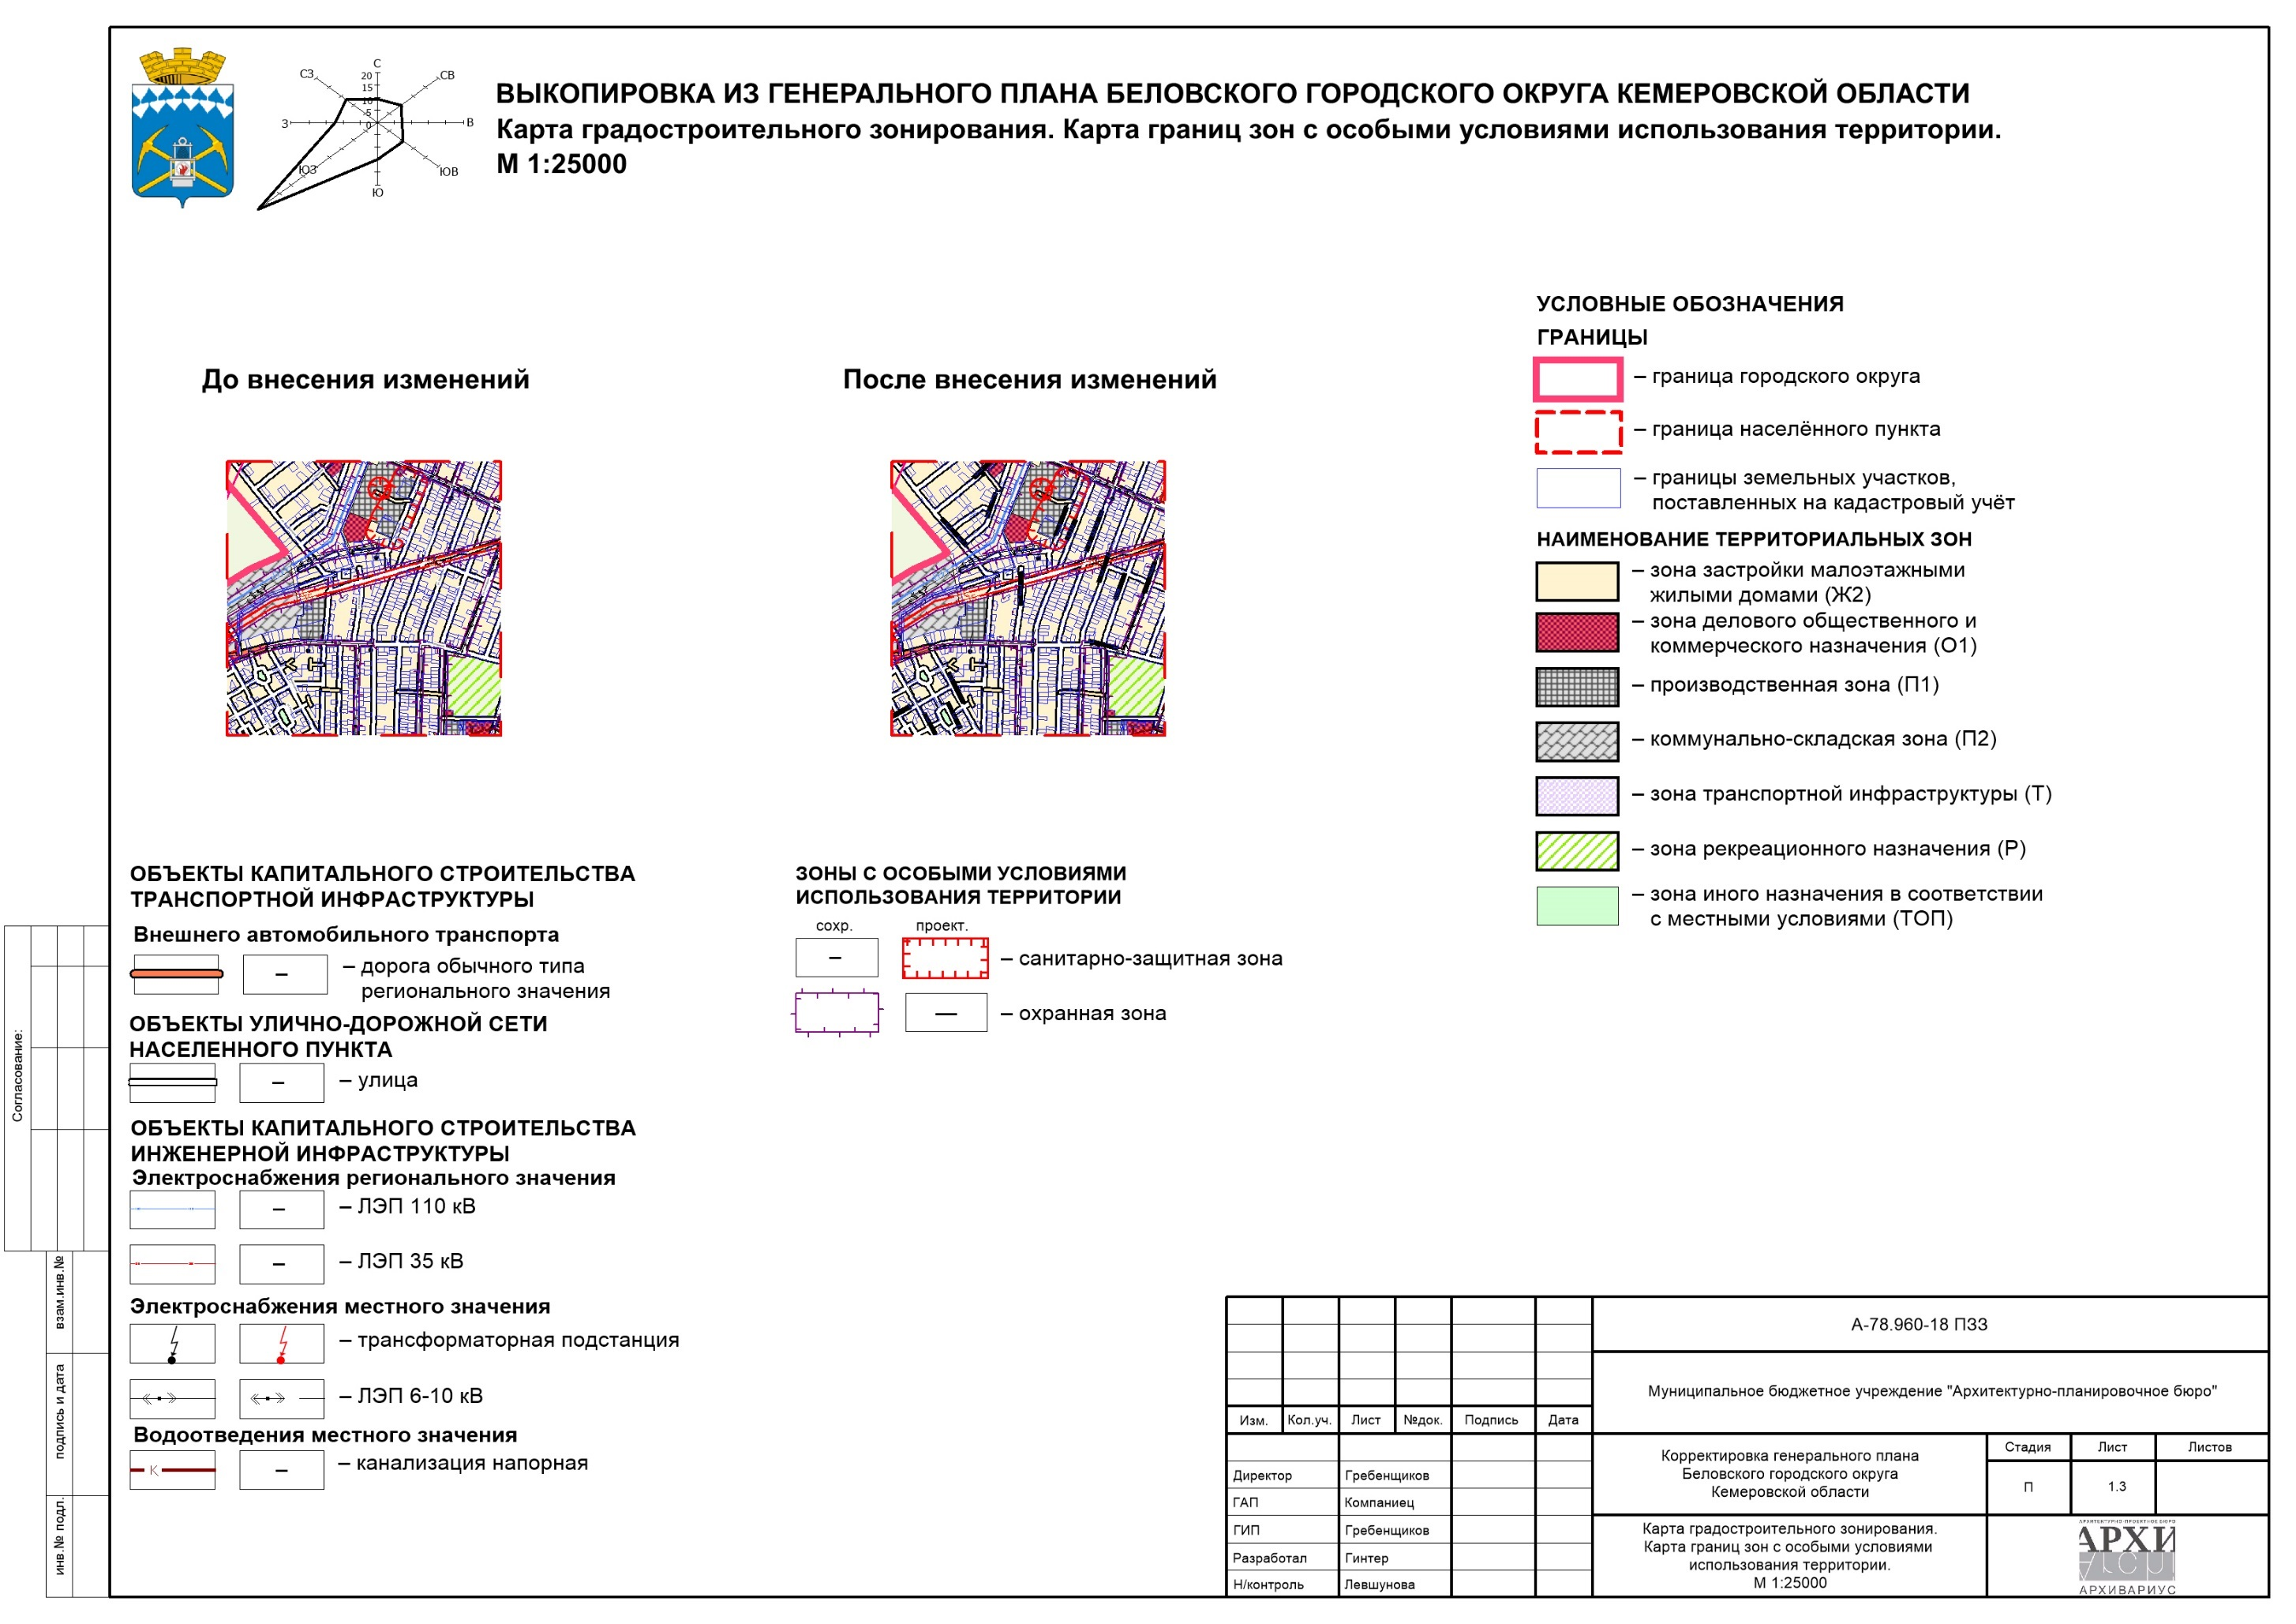 С
СЗ
СВ
20
15
10
5
0
З
В
ЮЗ
ЮВ
Ю
ВЫКОПИРОВКА ИЗ ГЕНЕРАЛЬНОГО ПЛАНА БЕЛОВСКОГО ГОРОДСКОГО ОКРУГА КЕМЕРОВСКОЙ ОБЛАСТИ
Карта градостроительного зонирования. Карта границ зон с особыми условиями использования территории.
М 1:25000
До внесения изменений
После внесения изменений
УСЛОВНЫЕ ОБОЗНАЧЕНИЯ
ГРАНИЦЫ
– граница городского округа
– граница населённого пункта
– границы земельных участков,
поставленных на кадастровый учёт
НАИМЕНОВАНИЕ ТЕРРИТОРИАЛЬНЫХ ЗОН
– зона застройки малоэтажными
жилыми домами (Ж2)
– зона делового общественного и
коммерческого назначения (О1)
– производственная зона (П1)
– коммунально-складская зона (П2)
– зона транспортной инфраструктуры (Т)
– зона рекреационного назначения (Р)
– зона иного назначения в соответствии
с местными условиями (ТОП)
ОБЪЕКТЫ КАПИТАЛЬНОГО СТРОИТЕЛЬСТВА
ТРАНСПОРТНОЙ ИНФРАСТРУКТУРЫ
Внешнего автомобильного транспорта
– – дорога обычного типа
регионального значения
ОБЪЕКТЫ УЛИЧНО-ДОРОЖНОЙ СЕТИ
НАСЕЛЕННОГО ПУНКТА
– – улица
ОБЪЕКТЫ КАПИТАЛЬНОГО СТРОИТЕЛЬСТВА
ИНЖЕНЕРНОЙ ИНФРАСТРУКТУРЫ
Электроснабжения регионального значения
– – ЛЭП 110 кВ
– – ЛЭП 35 кВ
Электроснабжения местного значения
– трансформаторная подстанция
– ЛЭП 6-10 кВ
Водоотведения местного значения
К – – канализация напорная
ЗОНЫ С ОСОБЫМИ УСЛОВИЯМИ
ИСПОЛЬЗОВАНИЯ ТЕРРИТОРИИ
сохр. проект.
– – санитарно-защитная зона
— – охранная зона
Согласование:
взам.инв.№
подпись и дата
инв.№ подл.
А-78.960-18 ПЗЗ
Муниципальное бюджетное учреждение "Архитектурно-планировочное бюро"
Изм. Кол.уч. Лист №док. Подпись Дата
Корректировка генерального плана
Беловского городского округа
Кемеровской области
Стадия Лист Листов
П 1.3
Директор Гребенщиков
ГАП Компаниец
ГИП Гребенщиков
Разработал Гинтер
Н/контроль Левшунова
Карта градостроительного зонирования.
Карта границ зон с особыми условиями
использования территории.
М 1:25000
АРХИТЕКТУРНО-ПРОЕКТНОЕ БЮРО
АРХИ
АРХИВАРИУС